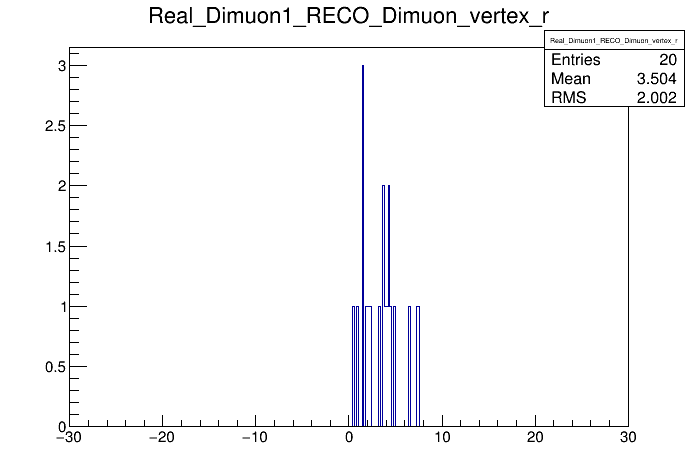 Real_Dimuon1_RECO_Dimuon_vertex_r
Real_Dimuon1_RECO_Dimuon_vertex_r
Entries 20
Mean 3.504
RMS 2.002
3
2.5
2
1.5
1
0.5
0
−30 −20 −10 0 10 20 30